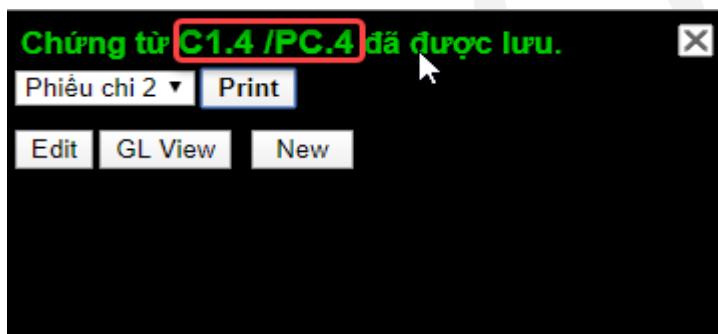 Chứng từ C1.4 /PC.4 đã được lưu.
Phiếu chi 2 Print
Edit GL View New